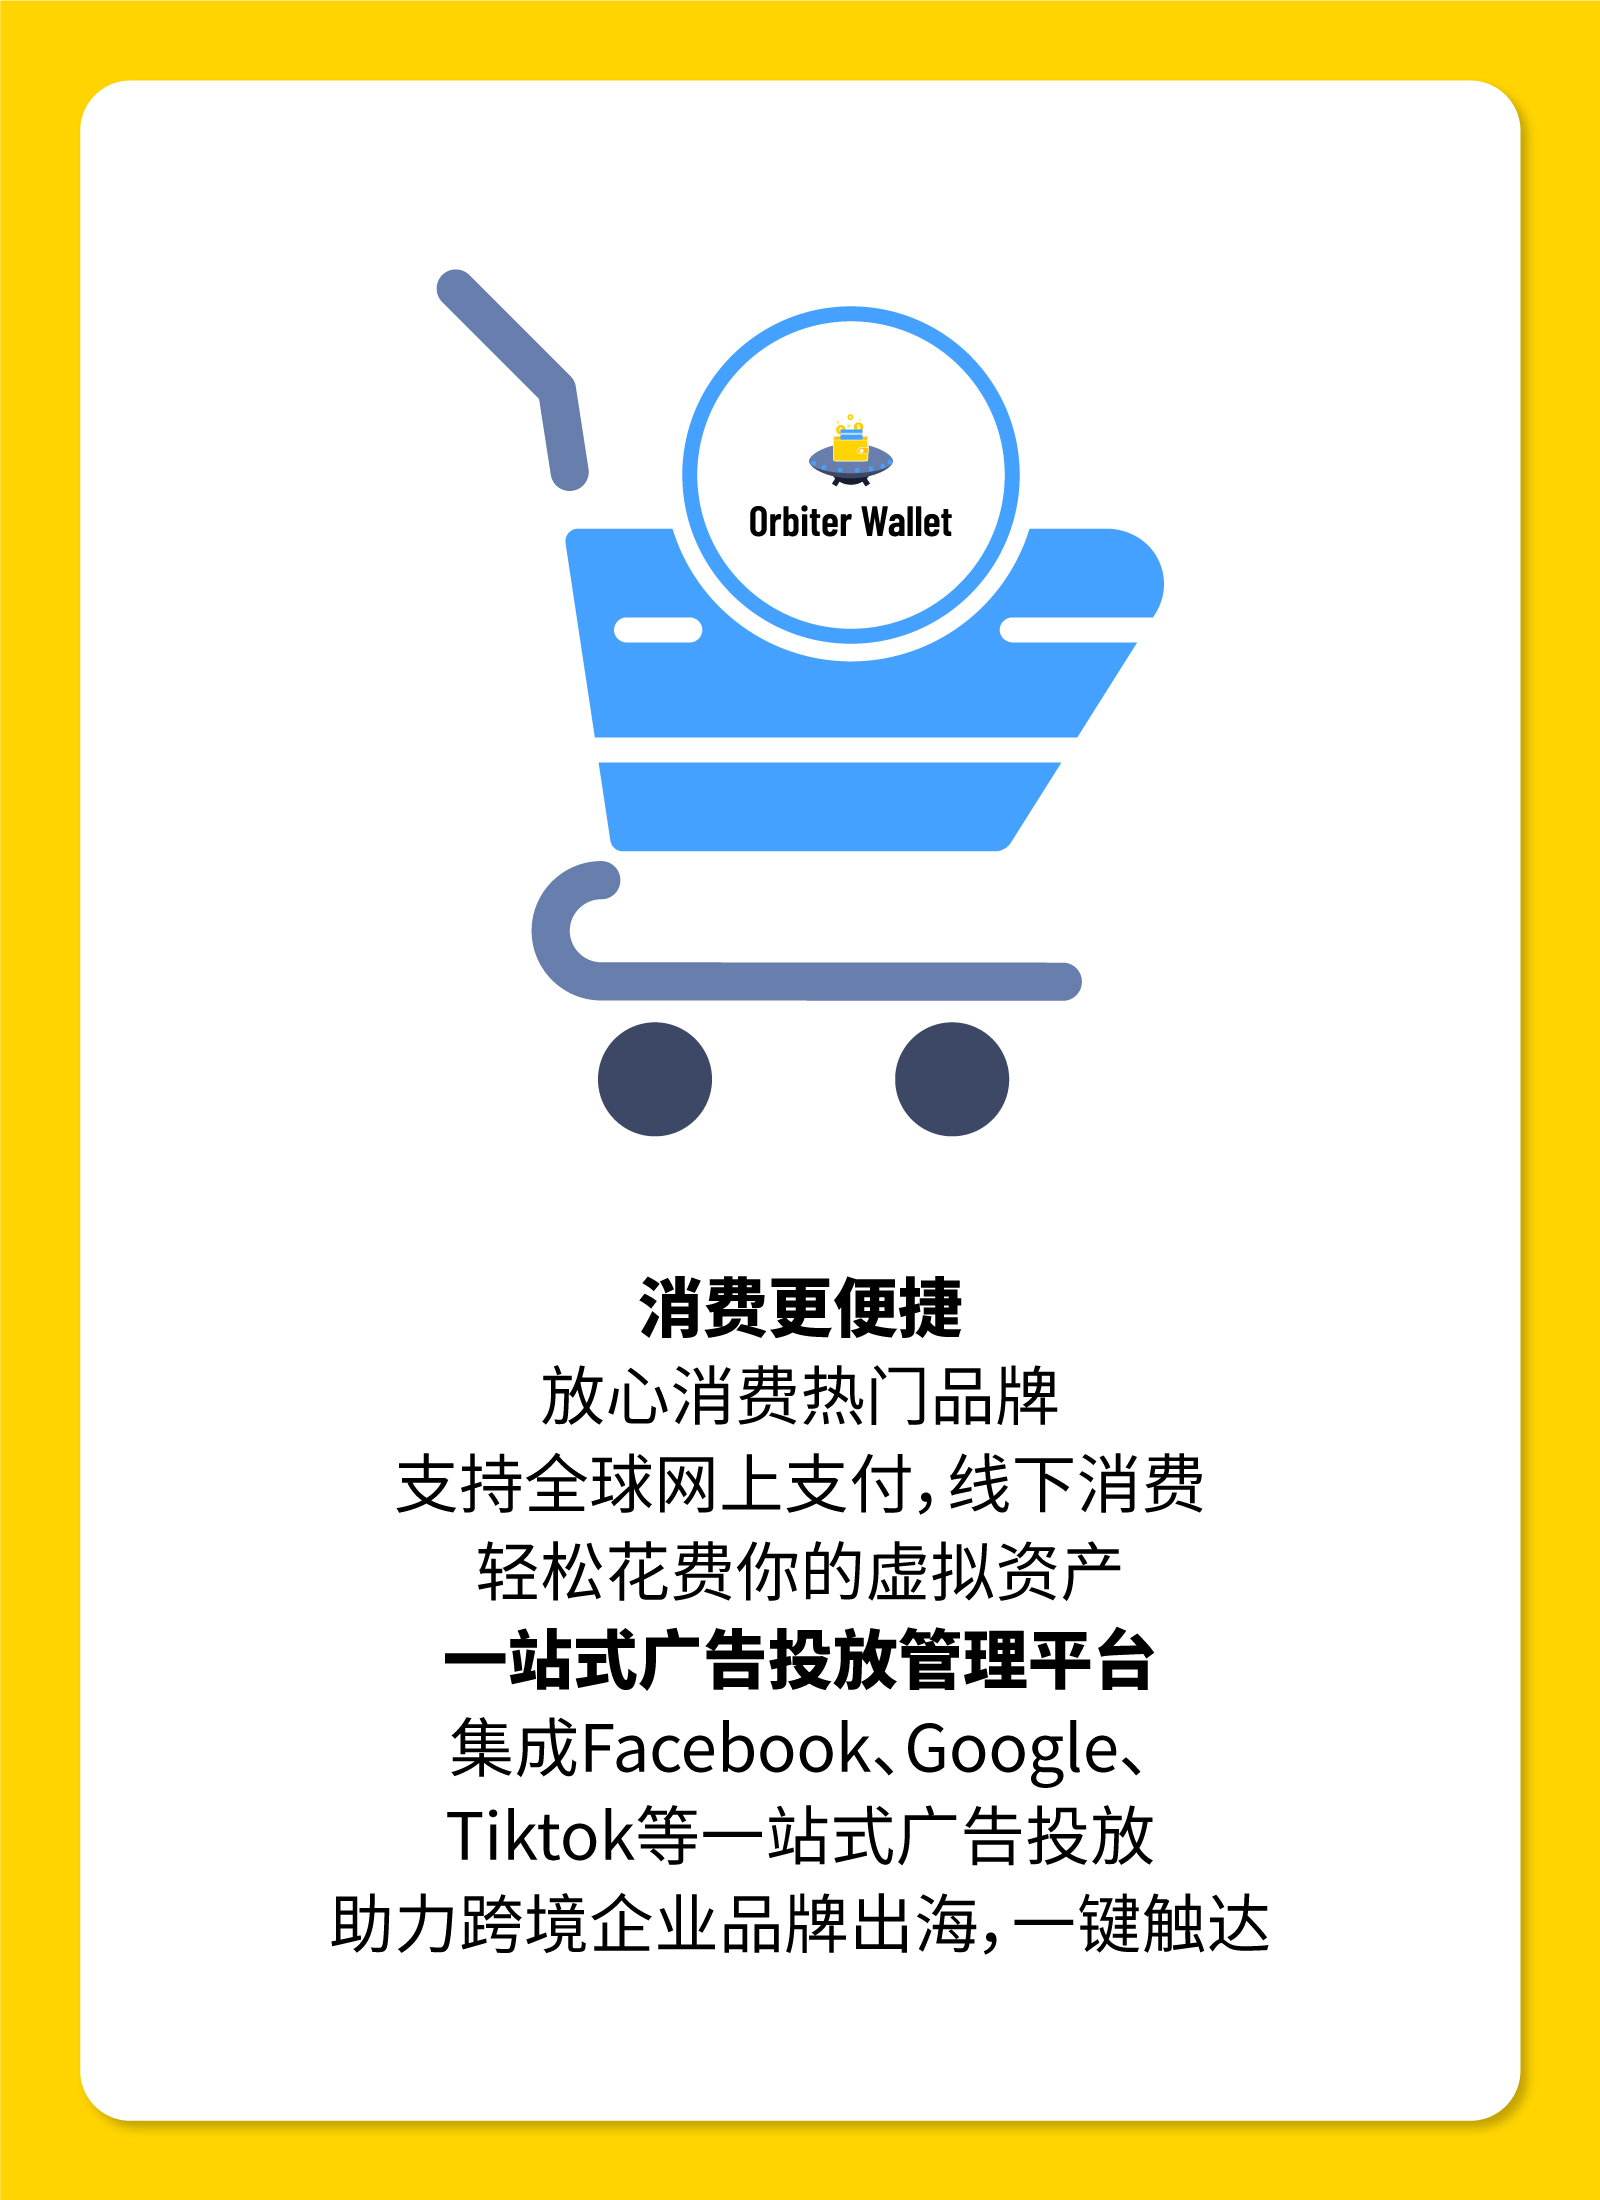 Orbiter Wallet
消费更便捷
放心消费热门品牌
支持全球网上支付，线下消费
轻松花费你的虚拟资产
一站式广告投放管理平台
集成Facebook、Google、
Tiktok等一站式广告投放
助力跨境企业品牌出海，一键触达